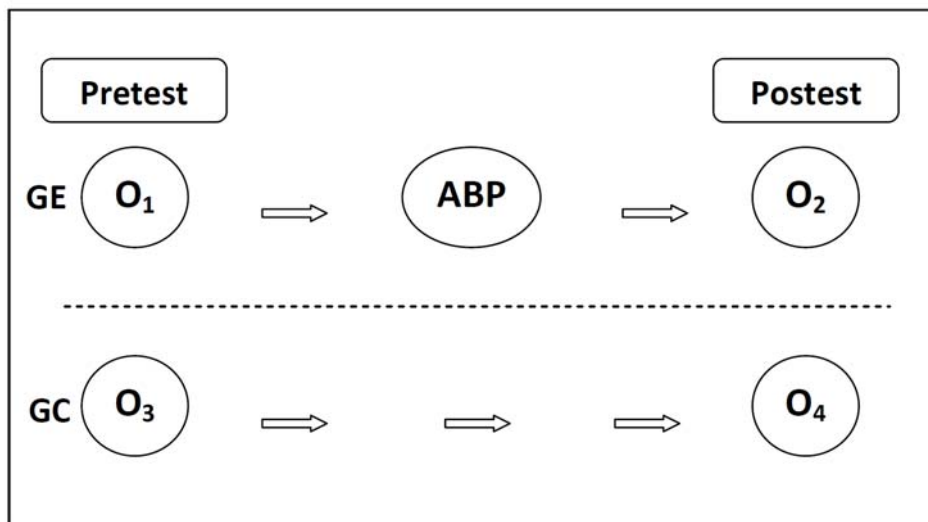 Pretest Postest
GE O₁ ABP O₂
GC O₃ O₄